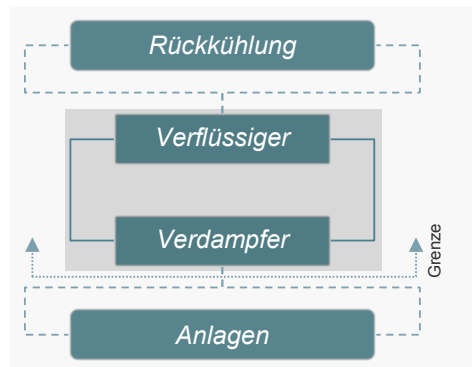 Rückkühlung
Verflüssiger
Verdampfer
Grenze
Anlagen